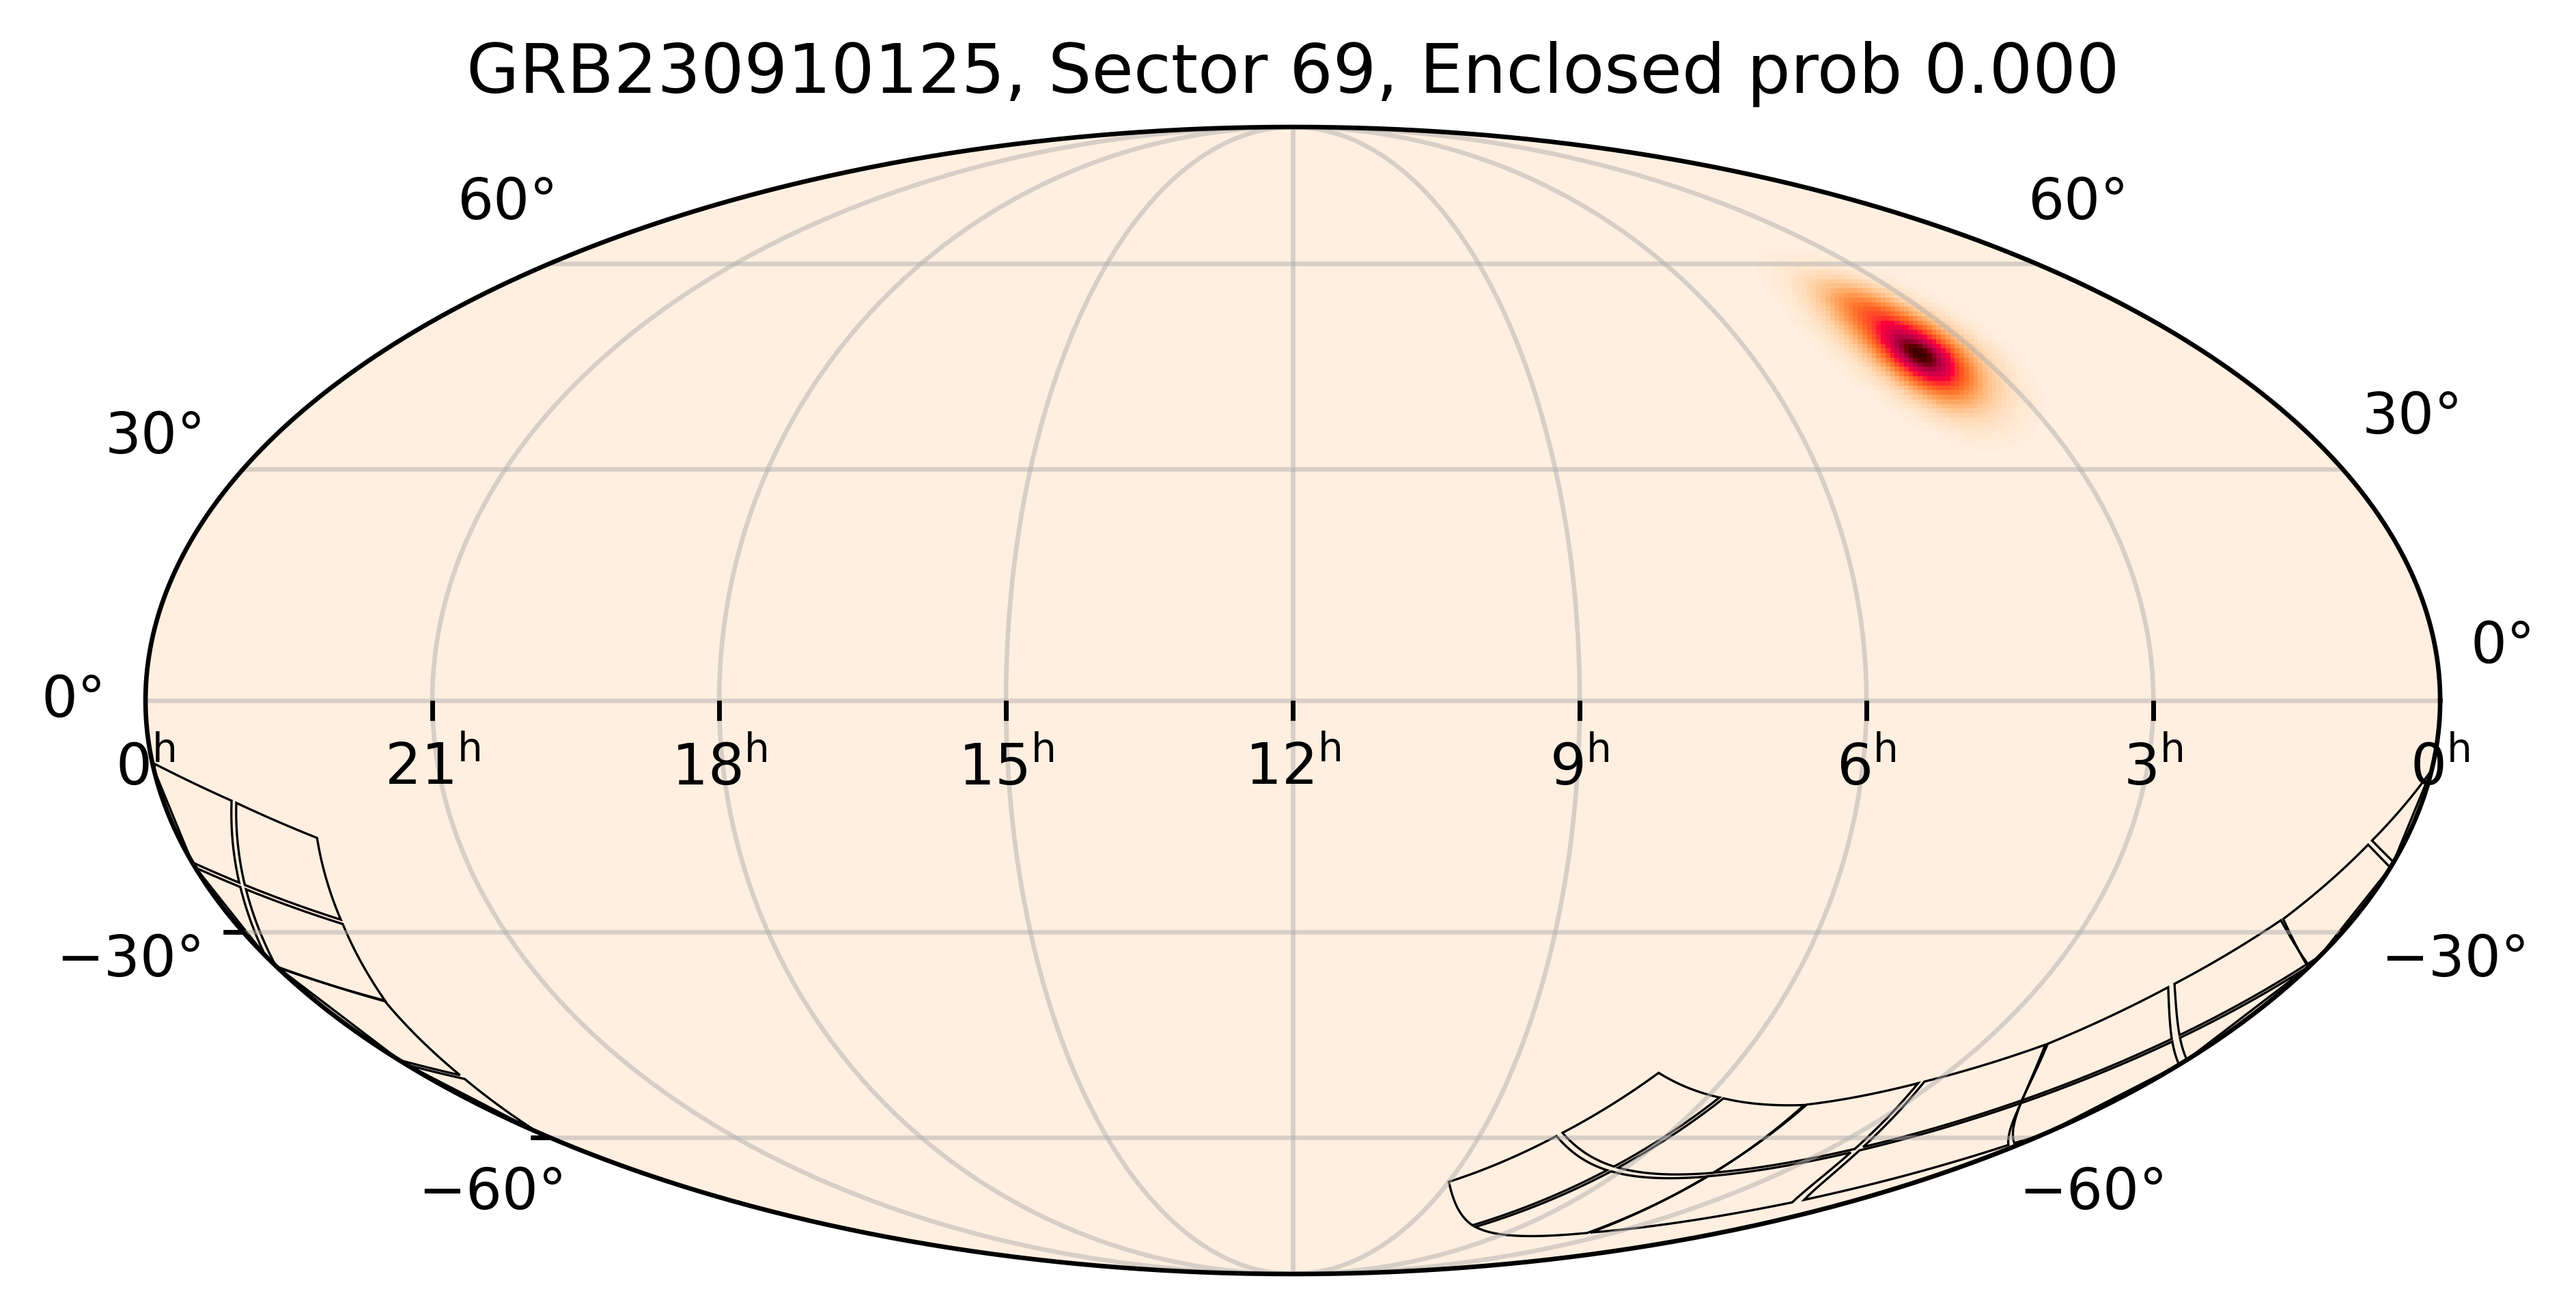 GRB230910125, Sector 69, Enclosed prob 0.000
60° 60°
30° 30°
0° 0°
0ʰ 21ʰ 18ʰ 15ʰ 12ʰ 9ʰ 6ʰ 3ʰ 0ʰ
−30° −30°
−60° −60°